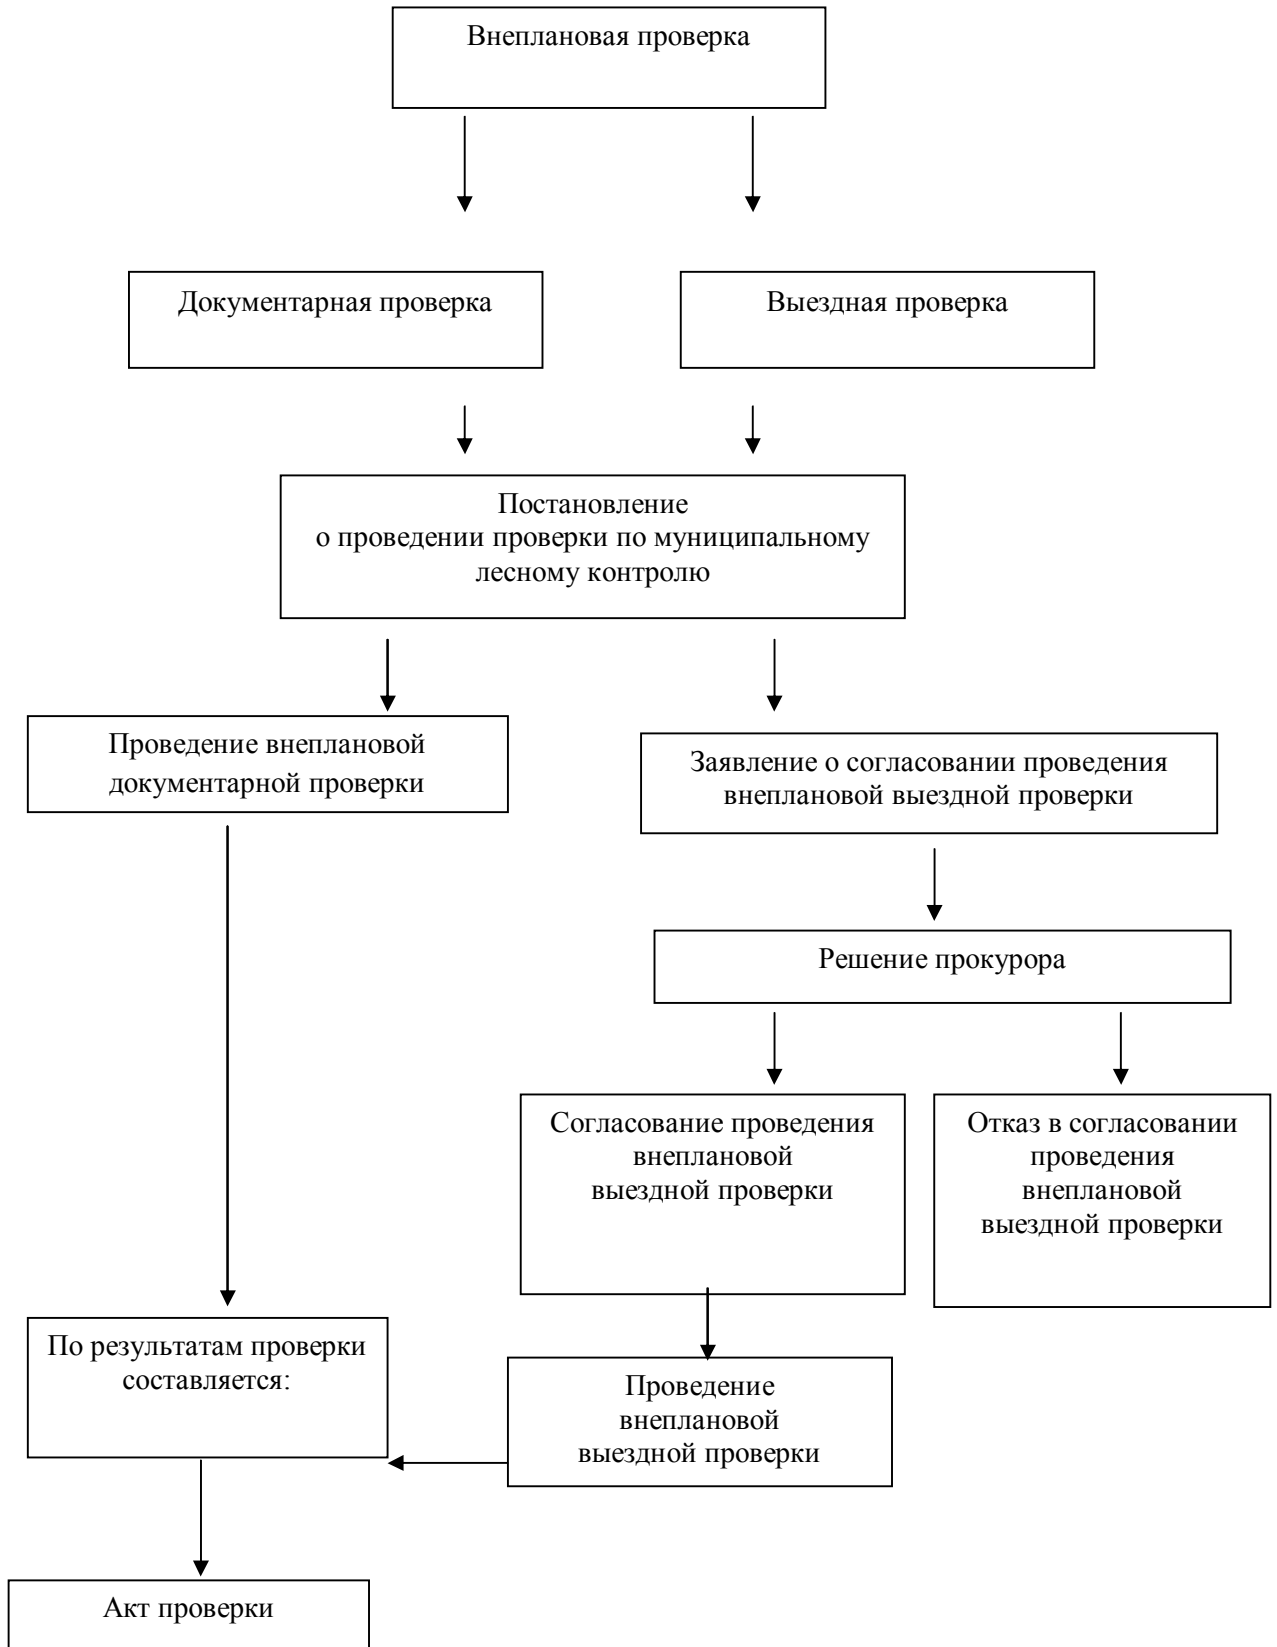 Внеплановая проверка
Документарная проверка
Выездная проверка
Постановление
о проведении проверки по муниципальному
лесному контролю
Проведение внеплановой
документарной проверки
Заявление о согласовании проведения
внеплановой выездной проверки
Решение прокурора
Согласование проведения
внеплановой
выездной проверки
Отказ в согласовании
проведения
внеплановой
выездной проверки
По результатам проверки
составляется:
Проведение
внеплановой
выездной проверки
Акт проверки